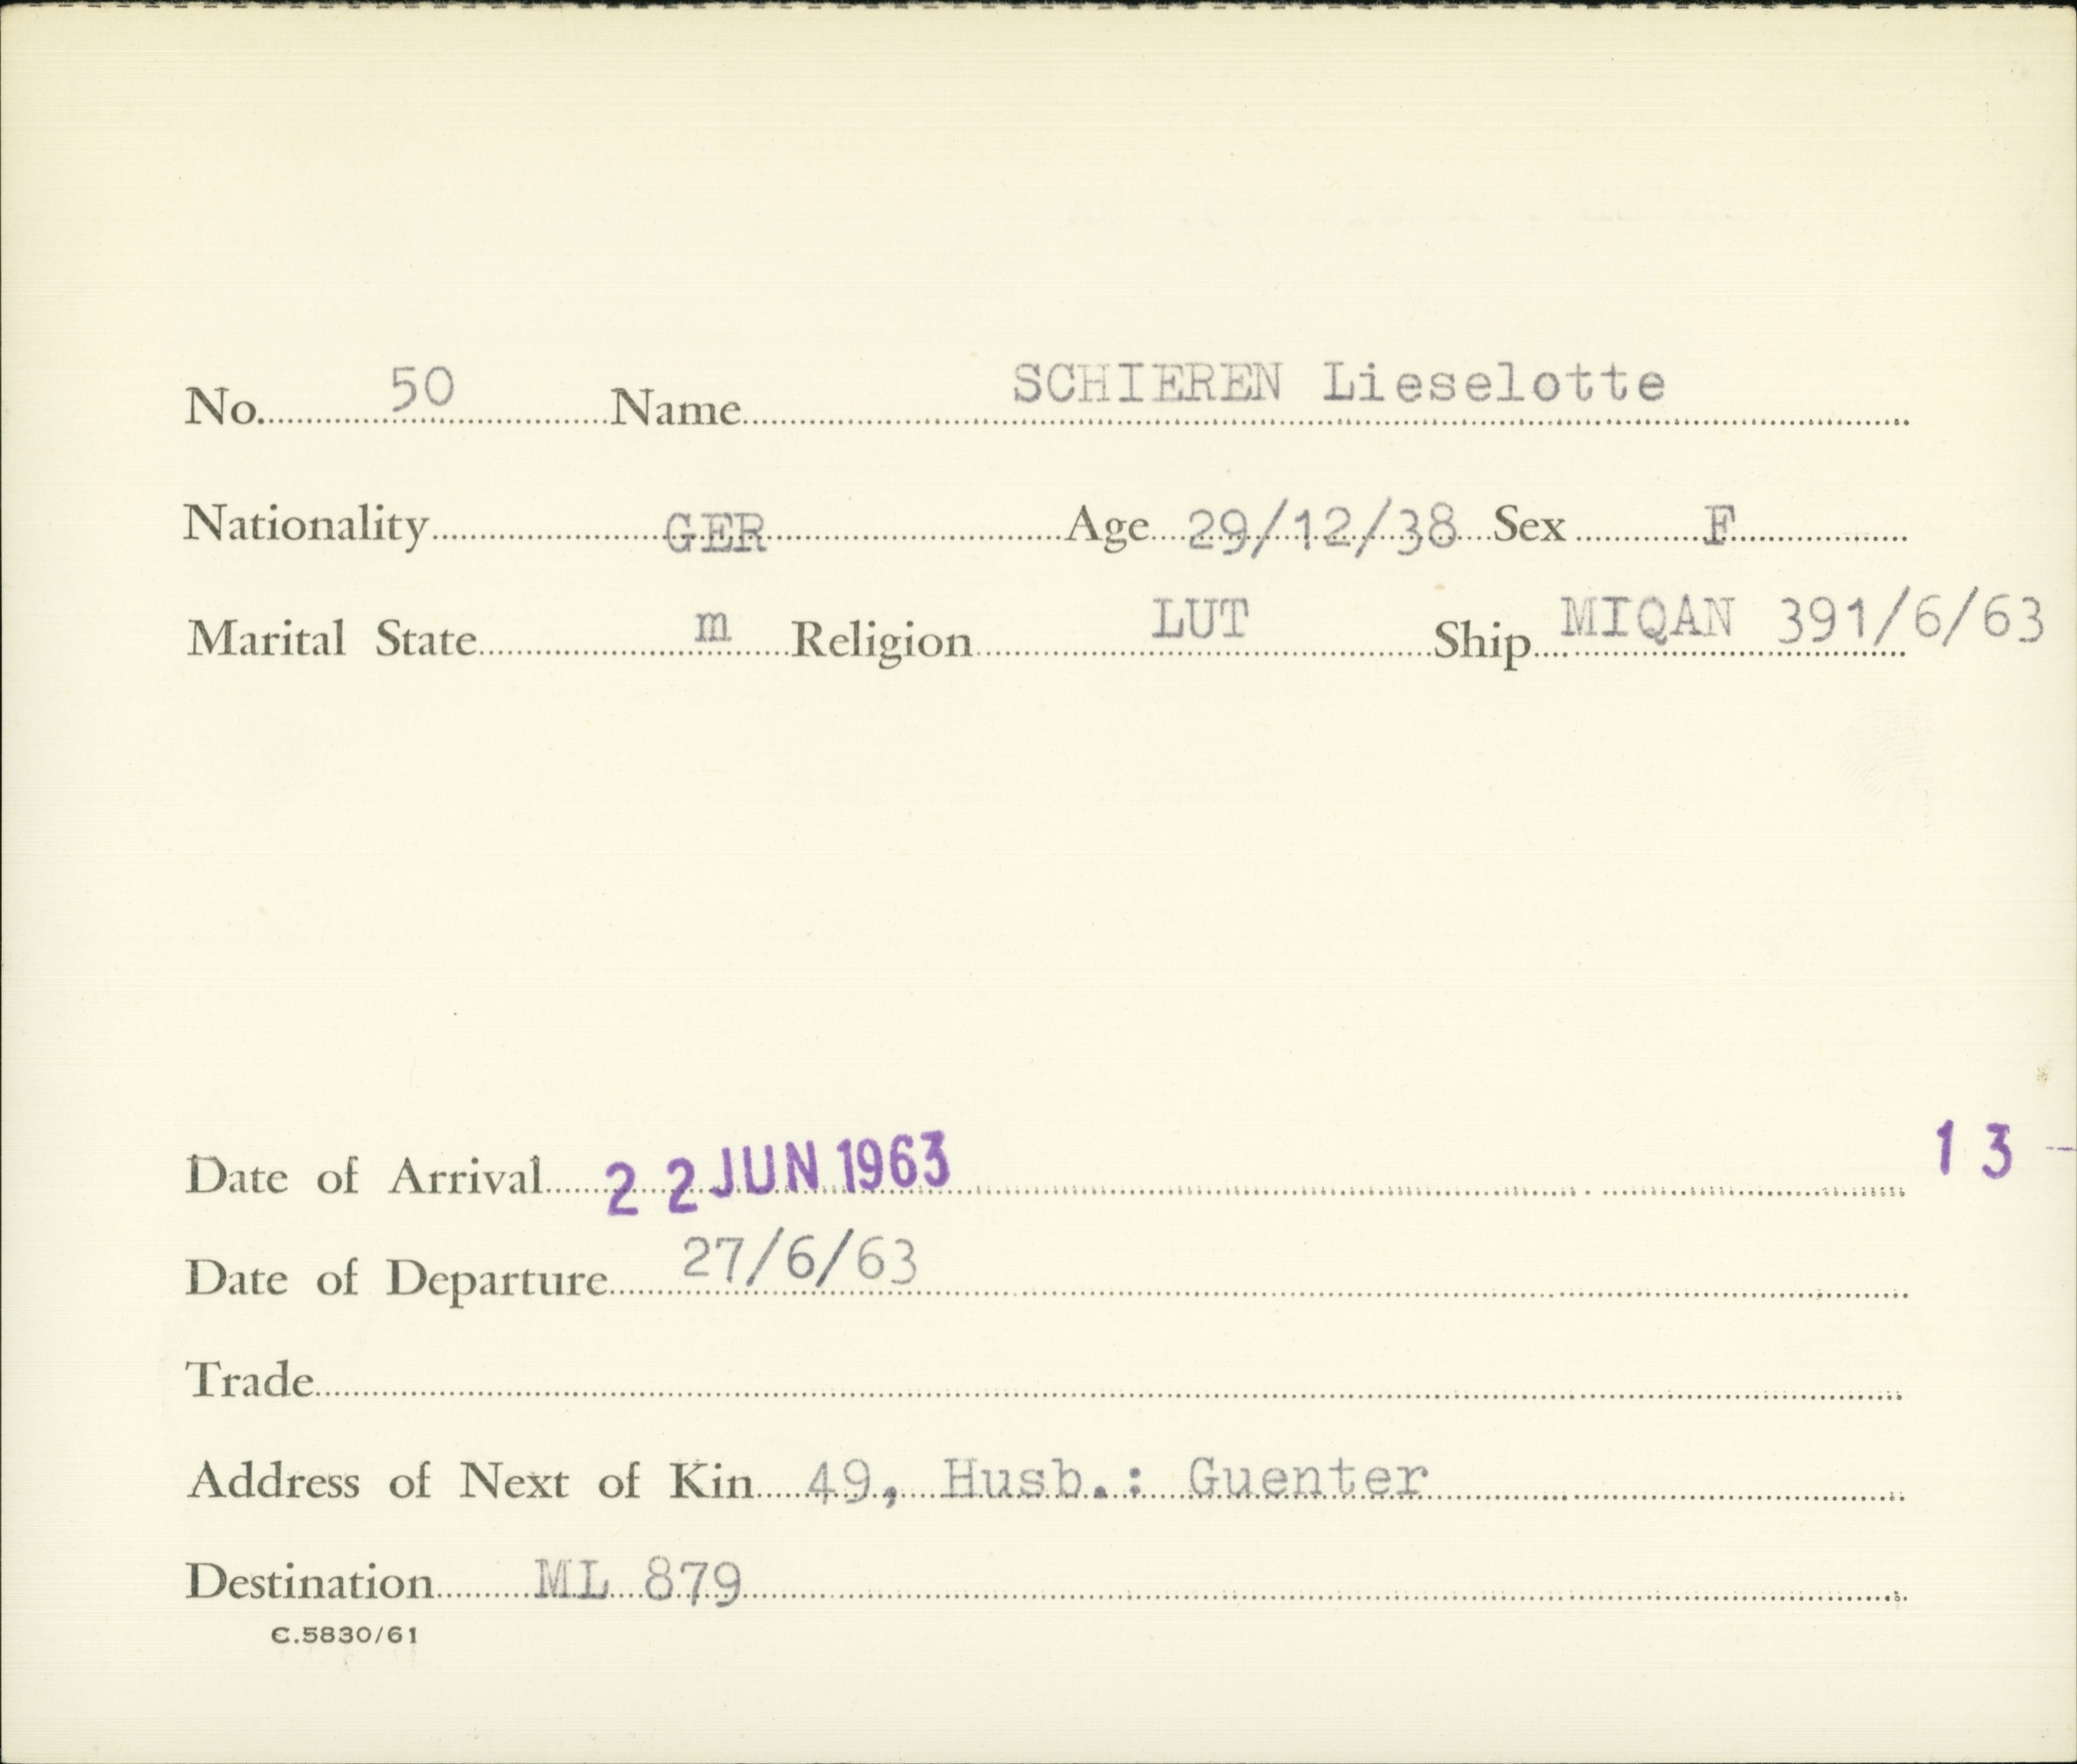 No. 50 Name SCHIEREN Lieselotte
Nationality GER Age 29/12/38 Sex F
Marital State m Religion LUT Ship MIQAN 391/6/63
Date of Arrival 22 JUN 1963 13
Date of Departure 27/6/63
Trade
Address of Next of Kin 49, Husb.: Guenter
Destination ML 879
C.5830/61